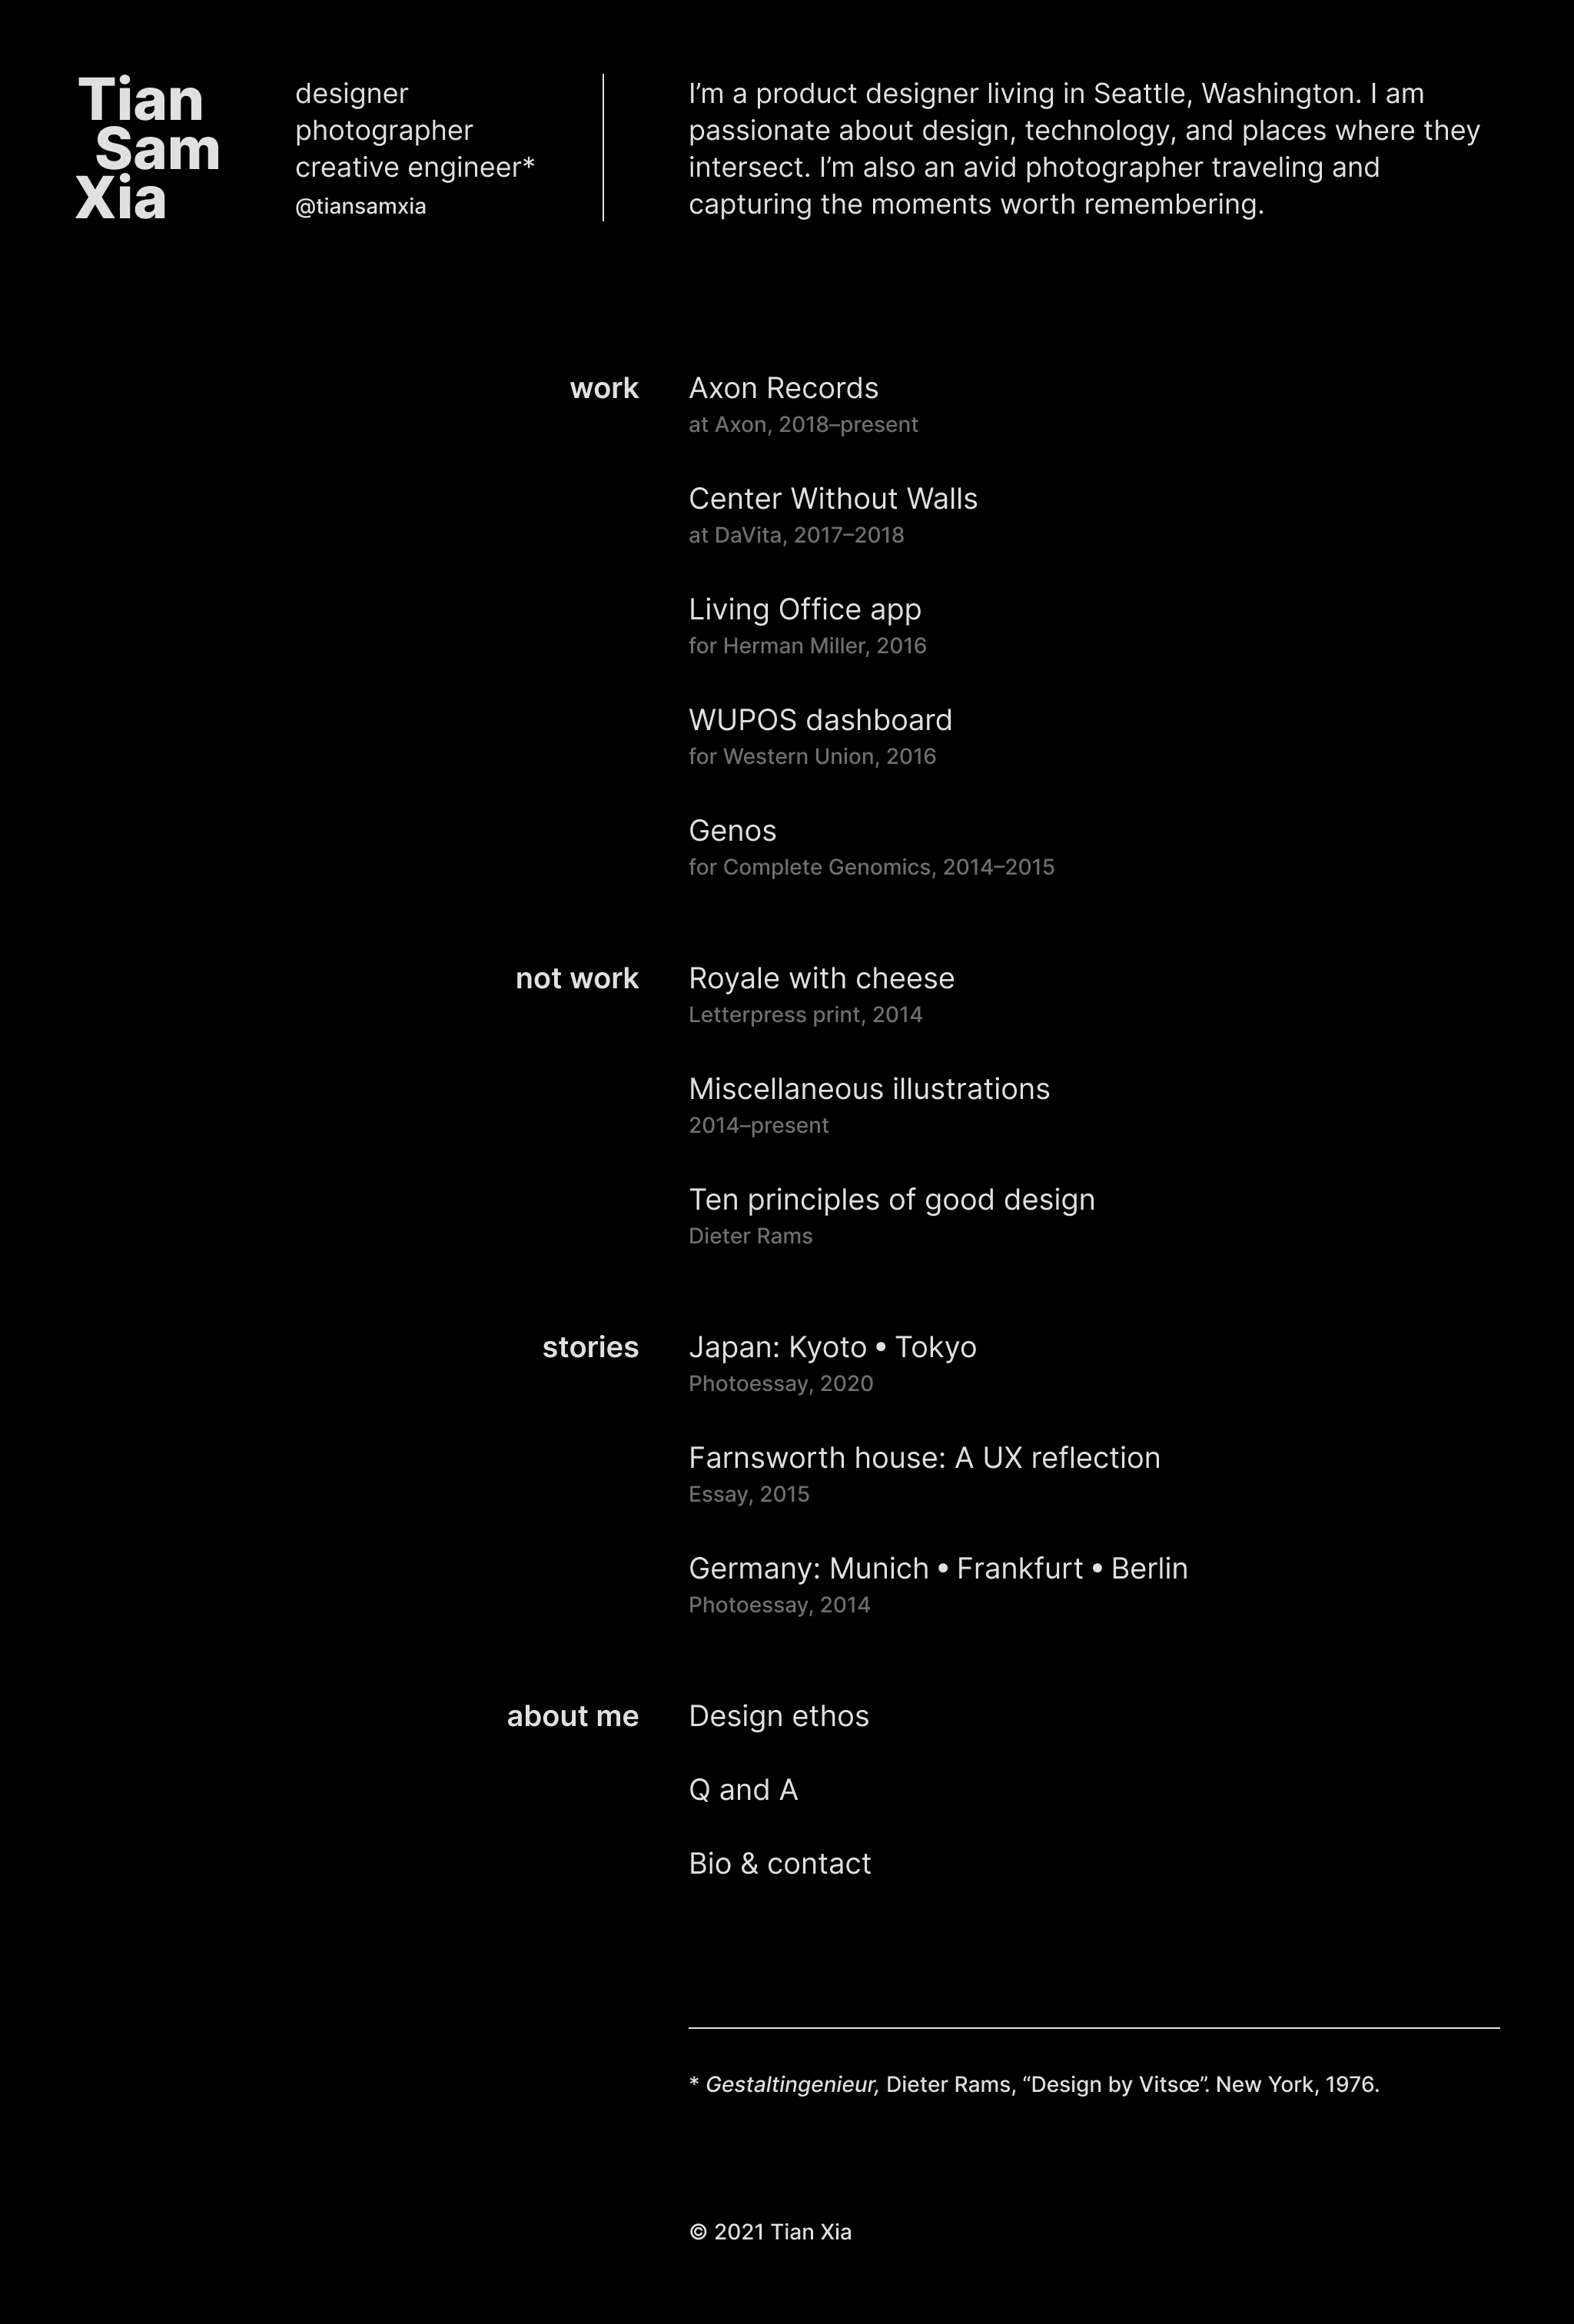 Tian
Sam
Xia
designer
photographer
creative engineer*
@tiansamxia
I’m a product designer living in Seattle, Washington. I am
passionate about design, technology, and places where they
intersect. I’m also an avid photographer traveling and
capturing the moments worth remembering.
work
Axon Records
at Axon, 2018–present
Center Without Walls
at DaVita, 2017–2018
Living Office app
for Herman Miller, 2016
WUPOS dashboard
for Western Union, 2016
Genos
for Complete Genomics, 2014–2015
not work
Royale with cheese
Letterpress print, 2014
Miscellaneous illustrations
2014–present
Ten principles of good design
Dieter Rams
stories
Japan: Kyoto • Tokyo
Photoessay, 2020
Farnsworth house: A UX reflection
Essay, 2015
Germany: Munich • Frankfurt • Berlin
Photoessay, 2014
about me
Design ethos
Q and A
Bio & contact
* Gestaltingenieur, Dieter Rams, “Design by Vitsœ”. New York, 1976.
© 2021 Tian Xia